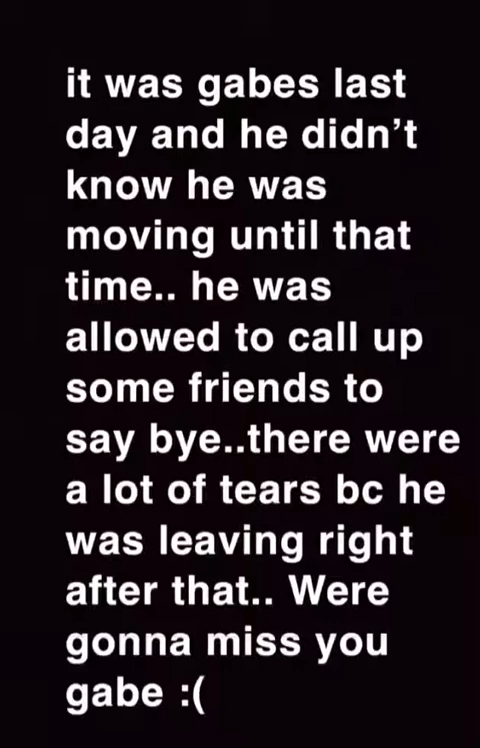 it was gabes last
day and he didn’t
know he was
moving until that
time.. he was
allowed to call up
some friends to
say bye..there were
a lot of tears bc he
was leaving right
after that.. Were
gonna miss you
gabe :(